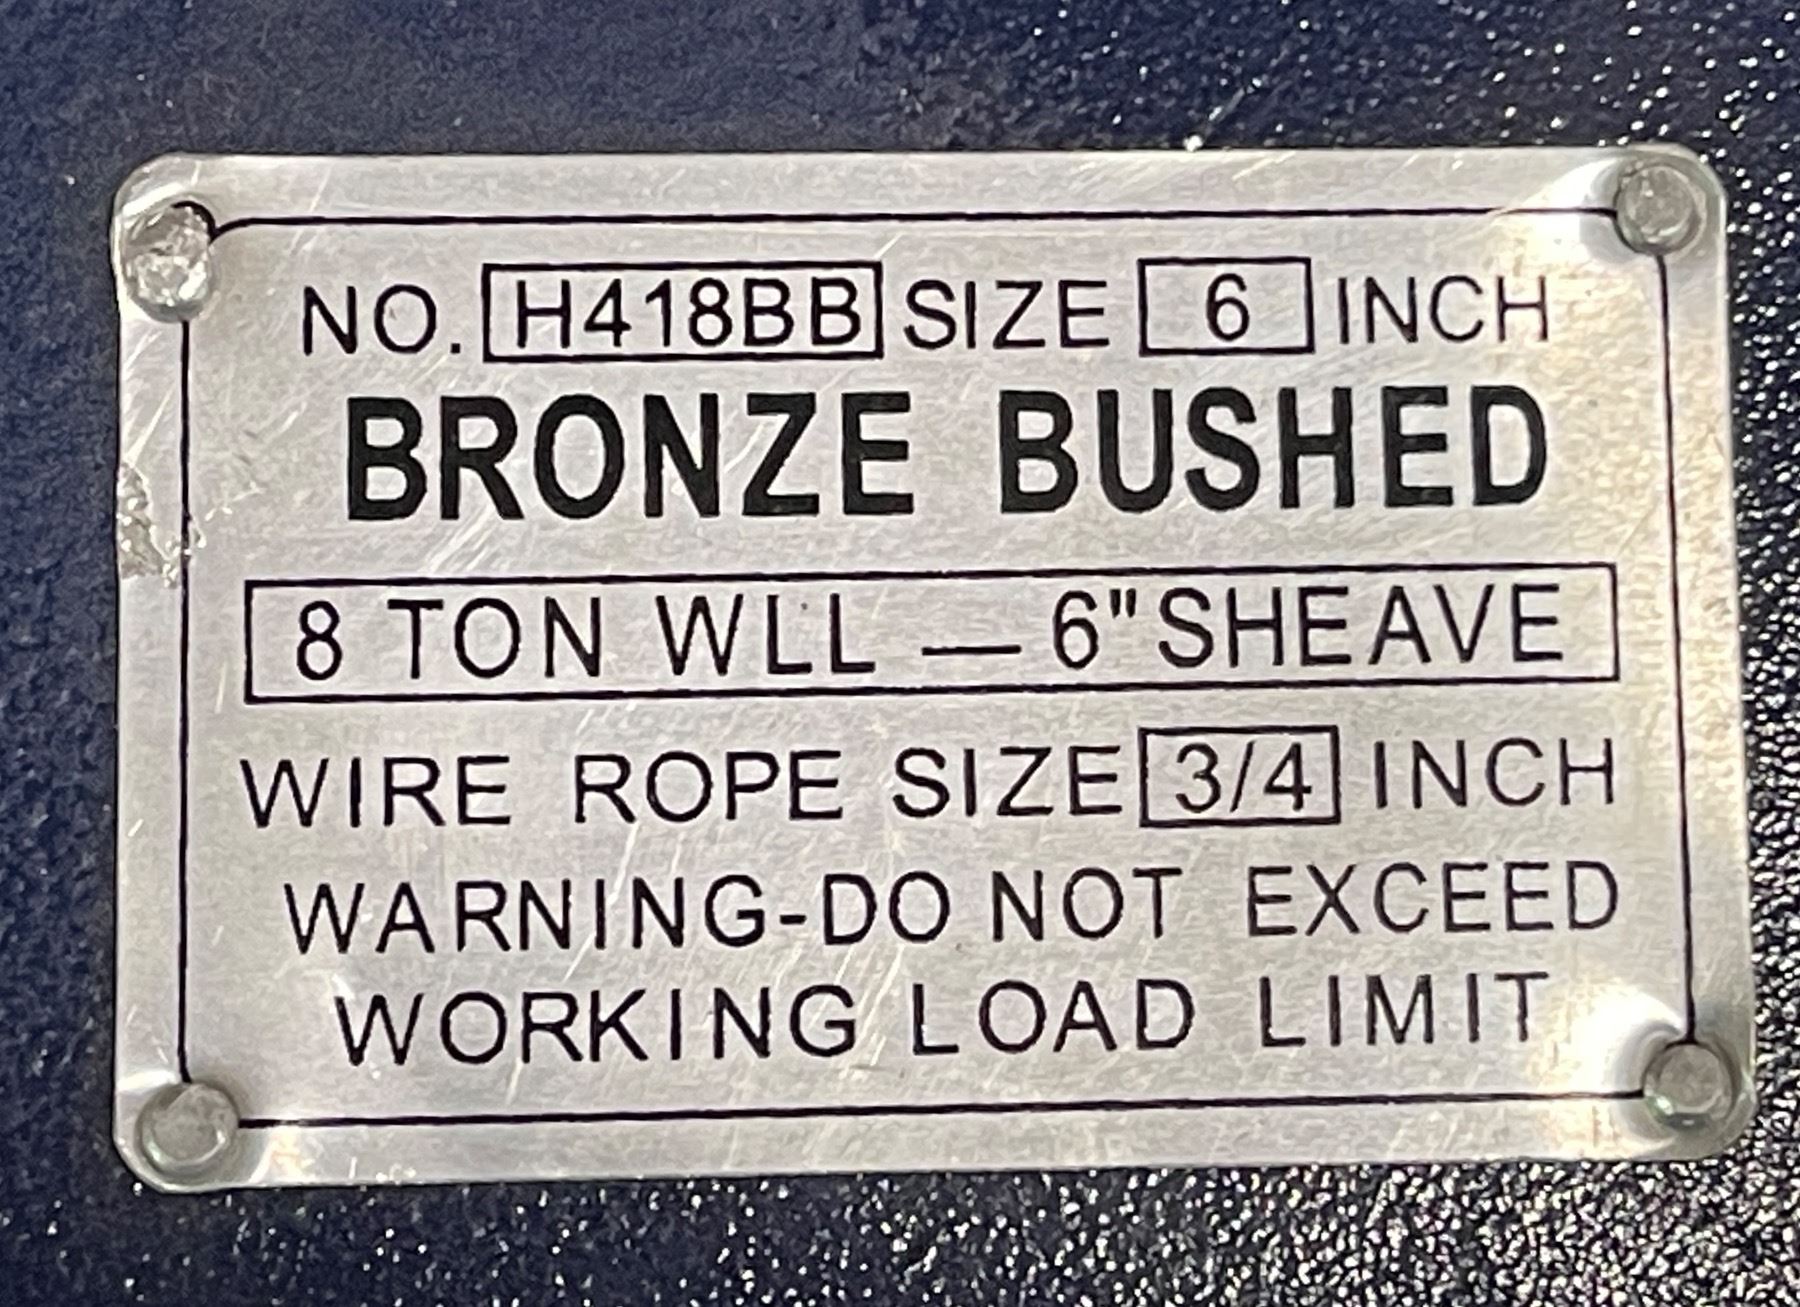 NO. H418BB SIZE 6 INCH
BRONZE BUSHED
8 TON WLL — 6" SHEAVE
WIRE ROPE SIZE 3/4 INCH
WARNING-DO NOT EXCEED
WORKING LOAD LIMIT